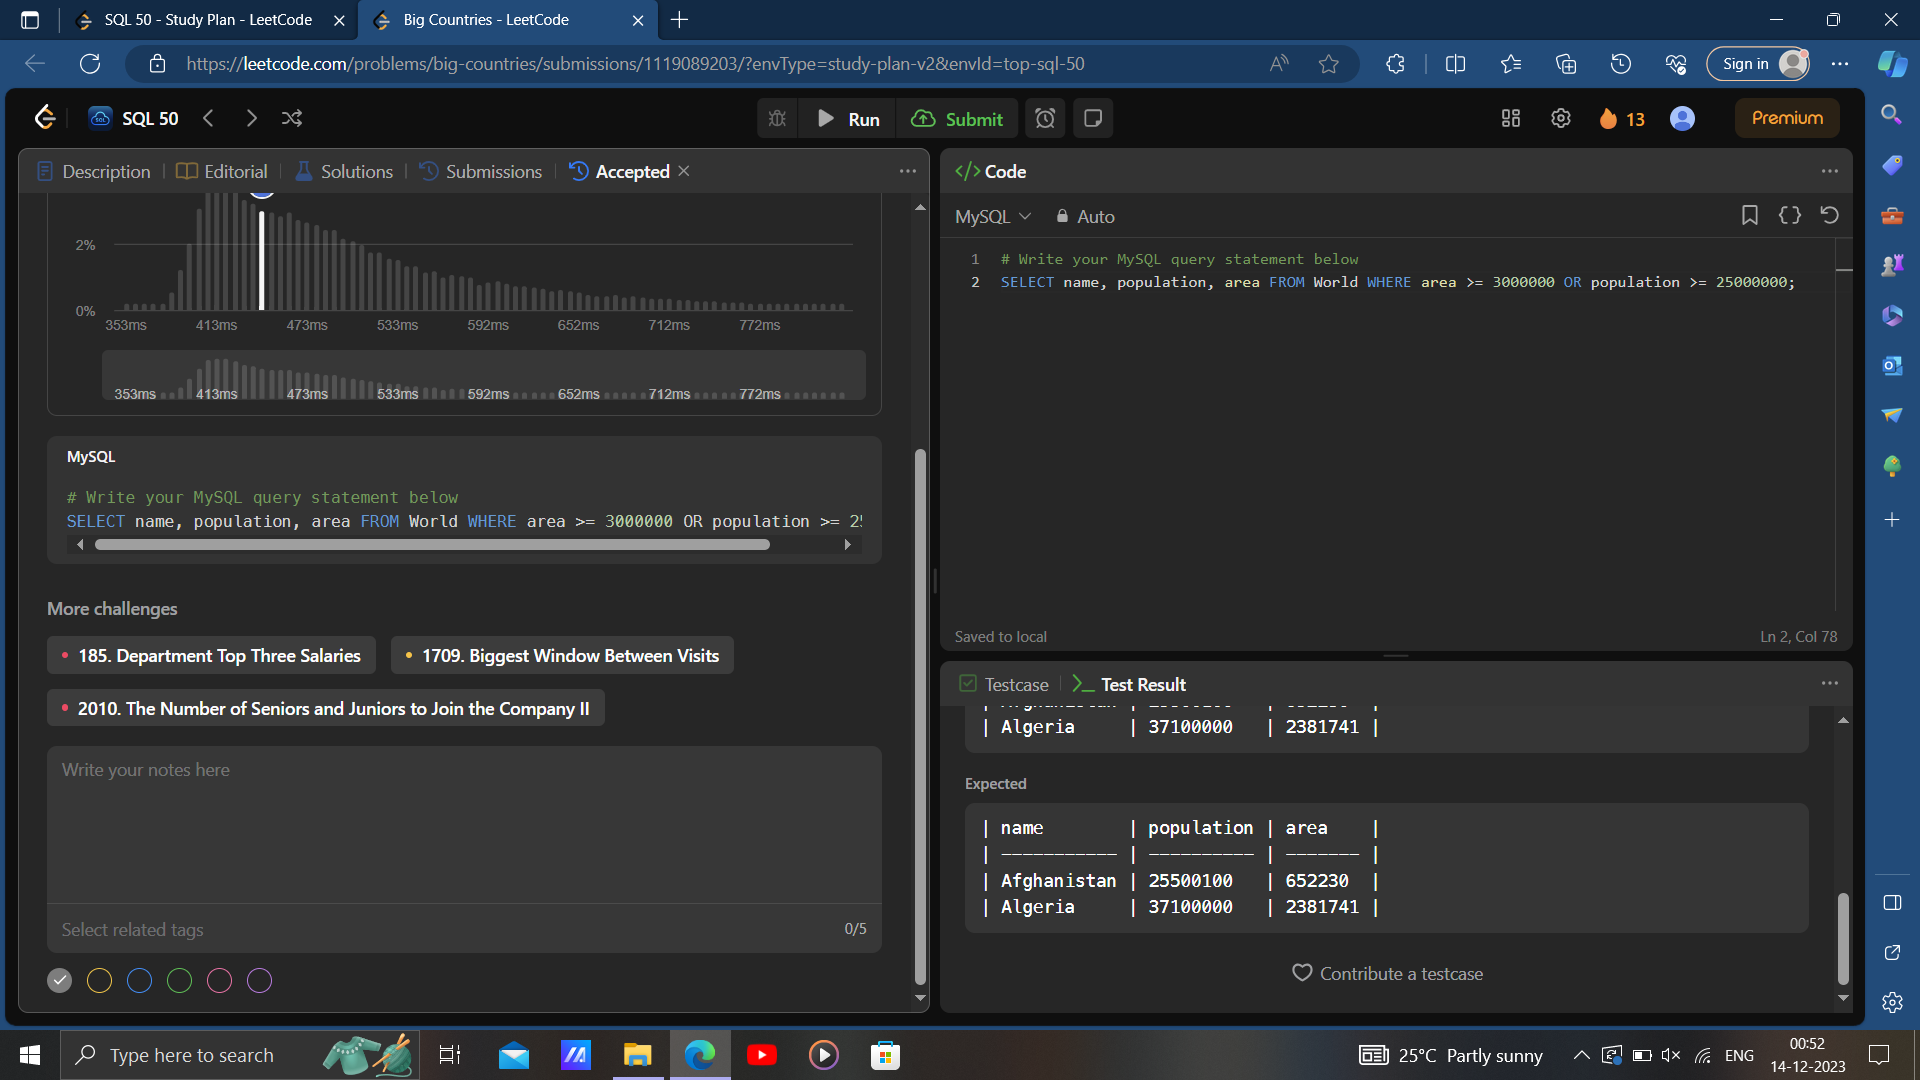 SQL 50 - Study Plan - LeetCode
Big Countries - LeetCode
https://leetcode.com/problems/big-countries/submissions/1119089203/?envType=study-plan-v2&envId=top-sql-50
Sign in
SQL 50
Run
Submit
13
Premium
Description
Editorial
Solutions
Submissions
Accepted
2%
0%
353ms 413ms 473ms 533ms 592ms 652ms 712ms 772ms
353ms 413ms 473ms 533ms 592ms 652ms 712ms 772ms
MySQL
# Write your MySQL query statement below
SELECT name, population, area FROM World WHERE area >= 3000000 OR population >= 2
More challenges
185. Department Top Three Salaries
1709. Biggest Window Between Visits
2010. The Number of Seniors and Juniors to Join the Company II
Write your notes here
Select related tags
0/5
</> Code
MySQL
Auto
1 # Write your MySQL query statement below
2 SELECT name, population, area FROM World WHERE area >= 3000000 OR population >= 25000000;
Saved to local
Ln 2, Col 78
Testcase
Test Result
| Algeria | 37100000 | 2381741 |
Expected
| name | population | area |
| ----------- | ---------- | ------- |
| Afghanistan | 25500100 | 652230 |
| Algeria | 37100000 | 2381741 |
Contribute a testcase
Type here to search
25°C Partly sunny
ENG
00:52
14-12-2023